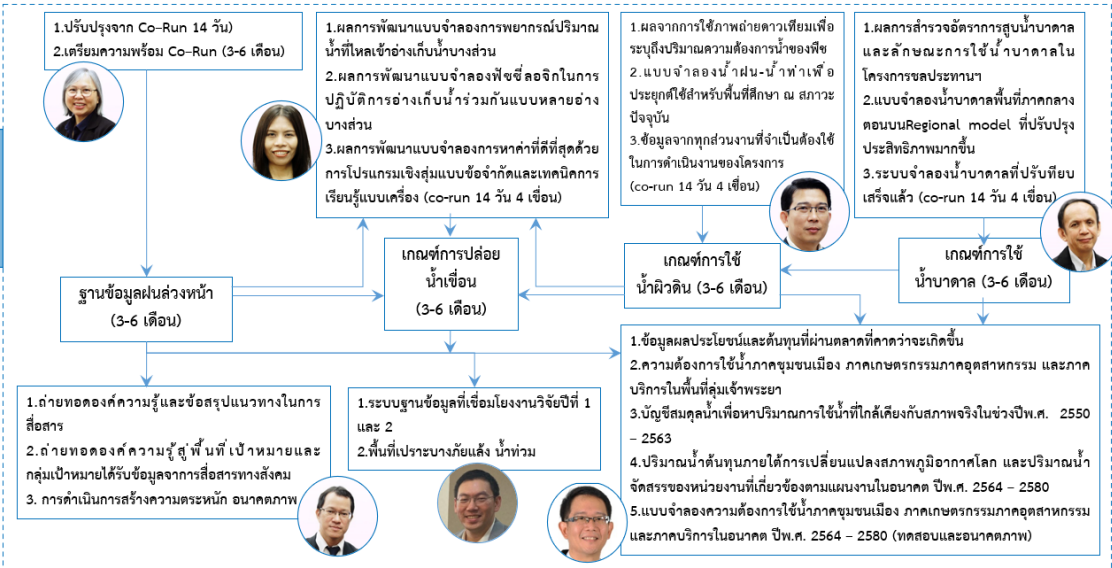 1.ปรับปรุงจาก Co–Run 14 วัน)
2.เตรียมความพร้อม Co–Run (3-6 เดือน)
1.ผลการพัฒนาแบบจำลองการพยากรณ์ปริมาณ
น้ำที่ไหลเข้าอ่างเก็บน้ำบางส่วน
2.ผลการพัฒนาแบบจำลองฟัซซี่ลอจิกในการ
ปฏิบัติการอ่างเก็บน้ำร่วมกันแบบหลายอ่าง
บางส่วน
3.ผลการพัฒนาแบบจำลองการหาค่าที่ดีที่สุดด้วย
การโปรแกรมเชิงสุ่มแบบข้อจำกัดและเทคนิคการ
เรียนรู้แบบเครื่อง (co-run 14 วัน 4 เขื่อน)
1.ผลจากการใช้ภาพถ่ายดาวเทียมเพื่อ
ระบุถึงปริมาณความต้องการน้ำของพืช
2.แบบจำลองน้ำฝน-น้ำท่าเพื่อ
ประยุกต์ใช้สำหรับพื้นที่ศึกษา ณ สภาวะ
ปัจจุบัน
3.ข้อมูลจากทุกส่วนงานที่จำเป็นต้องใช้
ในการดำเนินงานของโครงการ
(co-run 14 วัน 4 เขื่อน)
1.ผลการสำรวจอัตราการสูบน้ำบาดาล
และลักษณะการใช้น้ำบาดาลใน
โครงการชลประทานฯ
2.แบบจำลองน้ำบาดาลพื้นที่ภาคกลาง
ตอนบนRegional model ที่ปรับปรุง
ประสิทธิภาพมากขึ้น
3.ระบบจำลองน้ำบาดาลที่ปรับเทียบ
เสร็จแล้ว (co-run 14 วัน 4 เขื่อน)
ฐานข้อมูลฝนล่วงหน้า
(3-6 เดือน)
เกณฑ์การปล่อย
น้ำเขื่อน
(3-6 เดือน)
เกณฑ์การใช้
น้ำผิวดิน (3-6 เดือน)
เกณฑ์การใช้
น้ำบาดาล (3-6 เดือน)
1.ถ่ายทอดองค์ความรู้และข้อสรุปแนวทางในการ
สื่อสาร
2.ถ่ายทอดองค์ความรู้สู่พื้นที่เป้าหมายและ
กลุ่มเป้าหมายได้รับข้อมูลจาการสื่อสารทางสังคม
3. การดำเนินการสร้างความตระหนัก อนาคตภาพ
1.ระบบฐานข้อมูลที่เชื่อมโยงงานวิจัยปีที่ 1
และ 2
2.พื้นที่เปราะบางภัยแล้ง น้ำท่วม
1.ข้อมูลผลประโยชน์และต้นทุนที่ผ่านตลาดที่คาดว่าจะเกิดขึ้น
2.ความต้องการใช้น้ำภาคชุมชนเมือง ภาคเกษตรกรรมภาคอุตสาหกรรม และภาค
บริการในพื้นที่ลุ่มเจ้าพระยา
3.บัญชีสมดุลน้ำเพื่อหาปริมาณการใช้น้ำที่ใกล้เคียงกับสภาพจริงในช่วงปีพ.ศ. 2550
– 2563
4.ปริมาณน้ำต้นทุนภายใต้การเปลี่ยนแปลงสภาพภูมิอากาศโลก และปริมาณน้ำ
จัดสรรของหน่วยงานที่เกี่ยวข้องตามแผนงานในอนาคต ปีพ.ศ. 2564 – 2580
5.แบบจำลองความต้องการใช้น้ำภาคชุมชนเมือง ภาคเกษตรกรรมภาคอุตสาหกรรม
และภาคบริการในอนาคต ปีพ.ศ. 2564 – 2580 (ทดสอบและอนาคตภาพ)